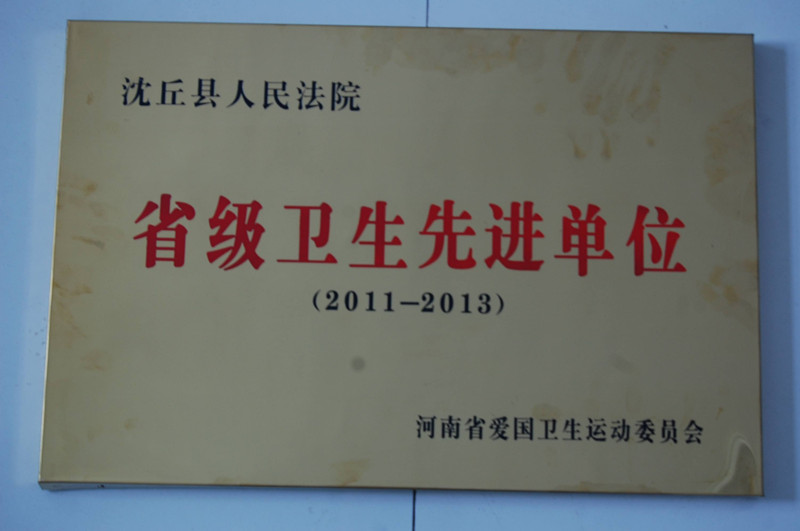 沈丘县人民法院
省级卫生先进单位
(2011-2013)
河南省爱国卫生运动委员会